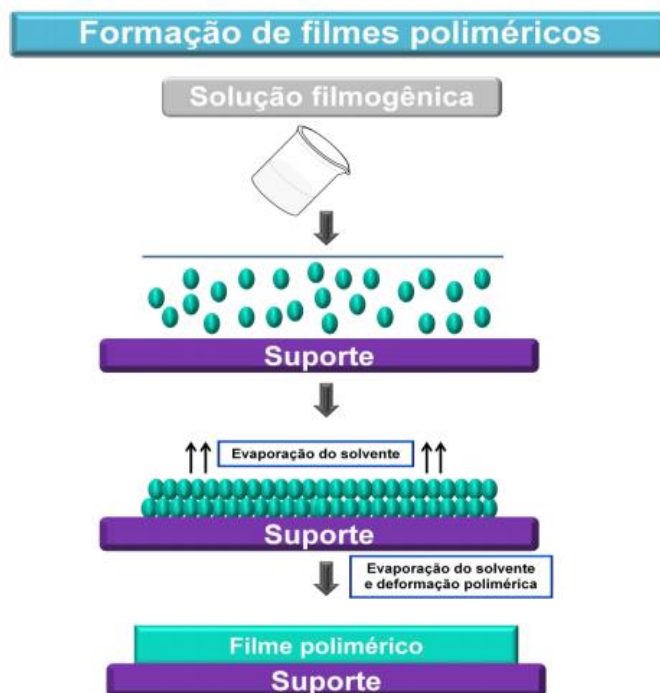 Formação de filmes poliméricos
Solução filmogênica
Suporte
Evaporação do solvente
Suporte
Evaporação do solvente
e deformação polimérica
Filme polimérico
Suporte